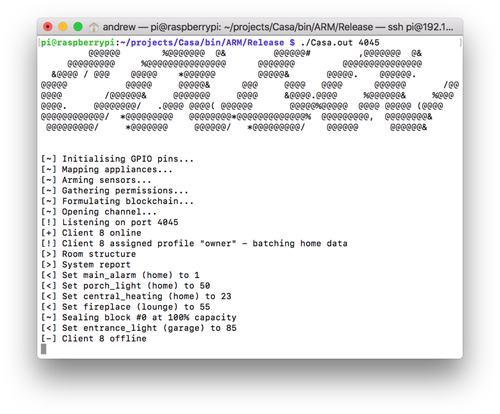 andrew — pi@raspberrypi: ~/projects/Casa/bin/ARM/Release — ssh pi@192.1...
pi@raspberrypi:~/projects/Casa/bin/ARM/Release $ ./Casa.out 4045
[~] Initialising GPIO pins...
[~] Mapping appliances...
[~] Arming sensors...
[~] Gathering permissions...
[~] Formulating blockchain...
[~] Opening channel...
[!] Listening on port 4045
[+] Client 8 online
[!] Client 8 assigned profile "owner" - batching home data
[>] Room structure
[>] System report
[<] Set main_alarm (home) to 1
[<] Set porch_light (home) to 50
[<] Set central_heating (home) to 23
[<] Set fireplace (lounge) to 55
[~] Sealing block #0 at 100% capacity
[<] Set entrance_light (garage) to 85
[-] Client 8 offline